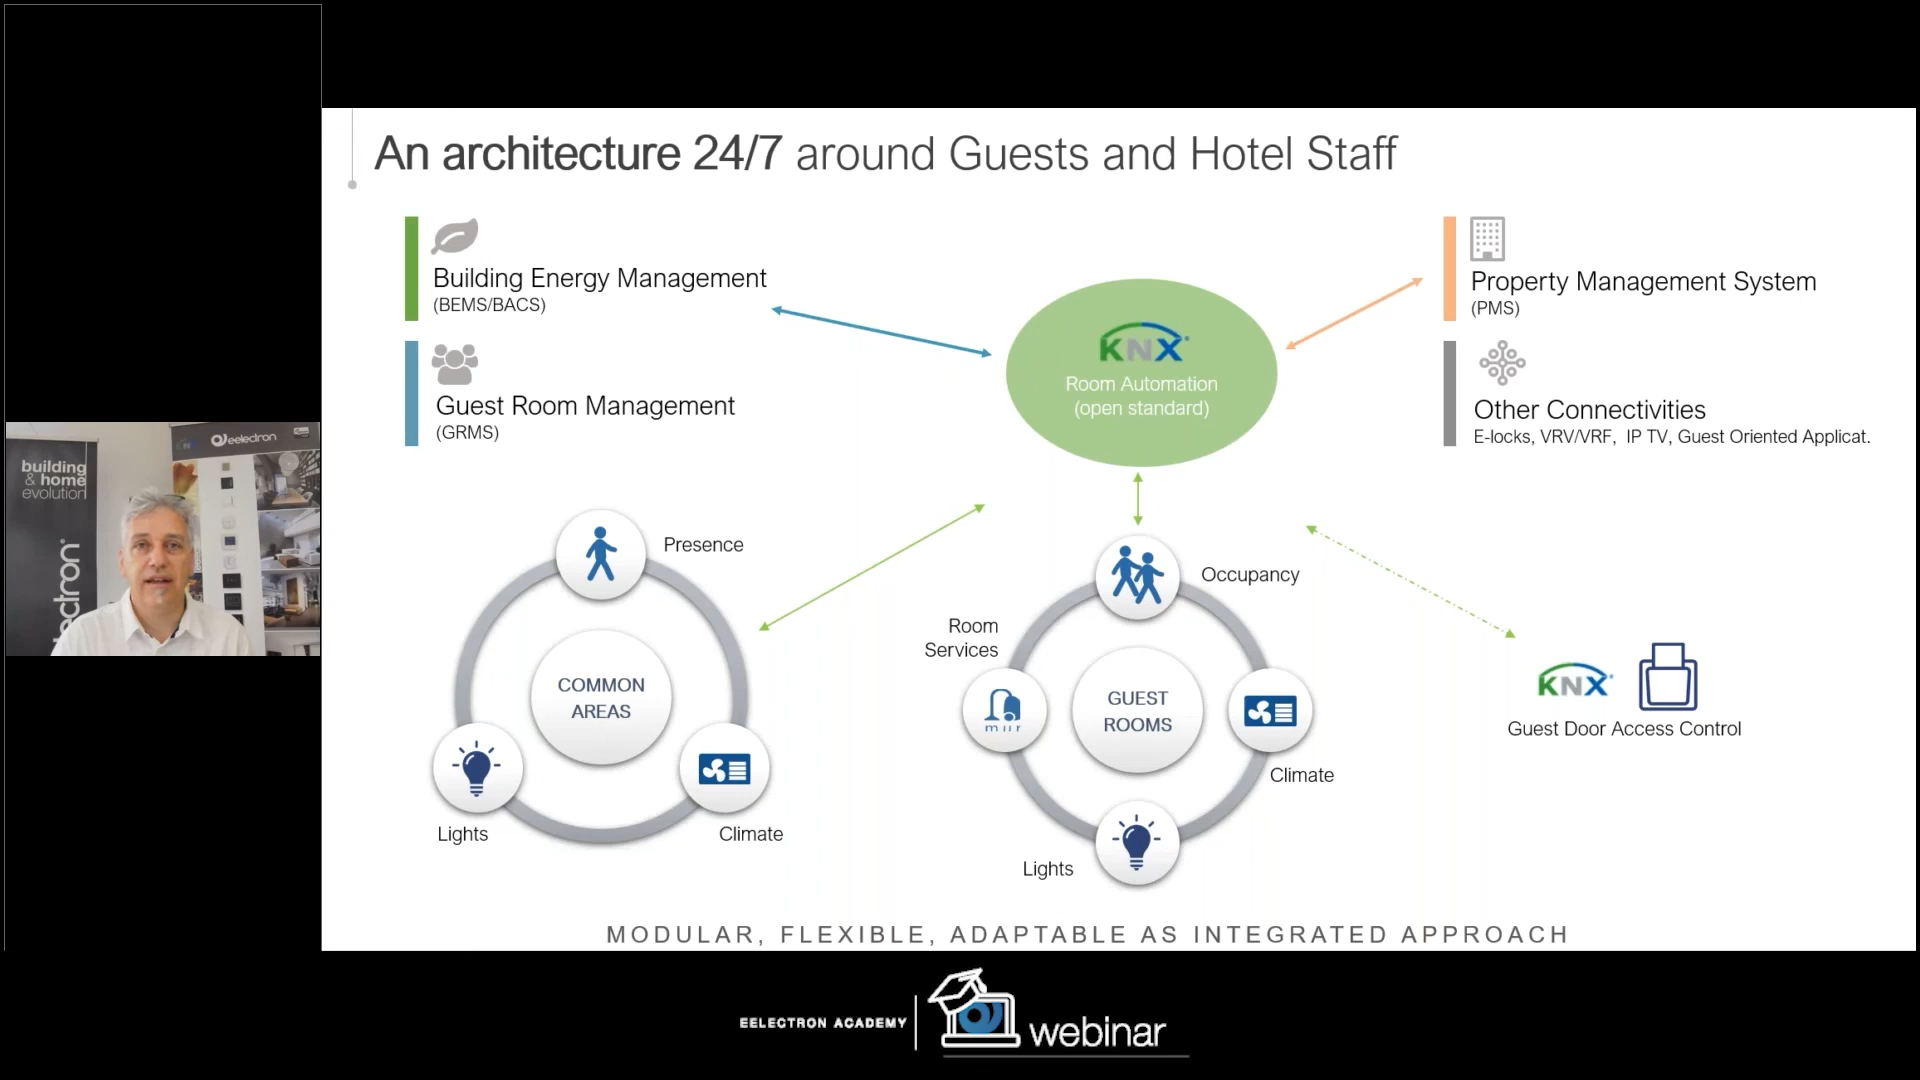 An architecture 24/7 around Guests and Hotel Staff
Building Energy Management
(BEMS/BACS)
Guest Room Management
(GRMS)
KNX
Room Automation
(open standard)
Property Management System
(PMS)
Other Connectivities
E-locks, VRV/VRF, IP TV, Guest Oriented Applicat.
building
& home
evolution
eelectron
Presence
COMMON
AREAS
Lights
Climate
Occupancy
Room
Services
GUEST
ROOMS
Climate
Lights
KNX
Guest Door Access Control
MODULAR, FLEXIBLE, ADAPTABLE AS INTEGRATED APPROACH
EELECTRON ACADEMY
webinar